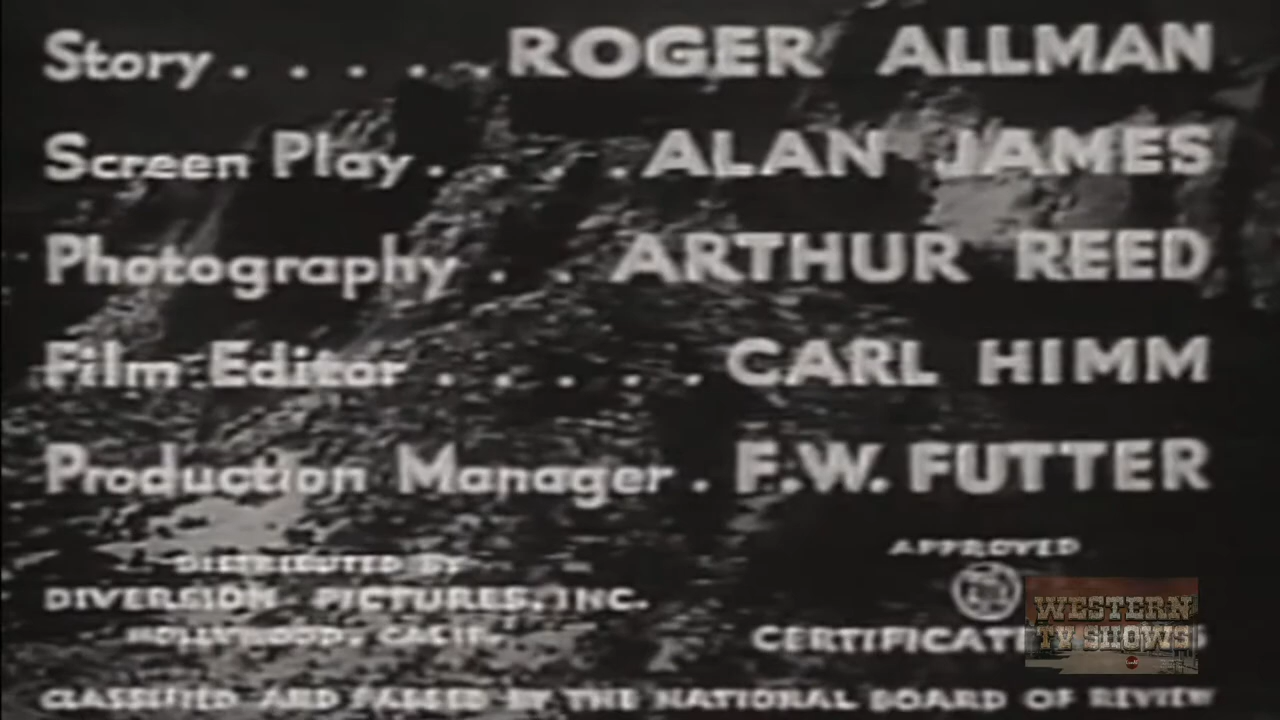 Story . . . . . ROGER ALLMAN
Screen Play . . . . ALAN JAMES
Photography . . ARTHUR REED
Film Editor . . . . . CARL HIMM
Production Manager . F.W. FUTTER
DISTRIBUTED BY
DIVERSION PICTURES, INC.
HOLLYWOOD, CALIF.
APPROVED
CERTIFICATE
WESTERN
TV SHOWS
CLASSIFIED AND PASSED BY THE NATIONAL BOARD OF REVIEW